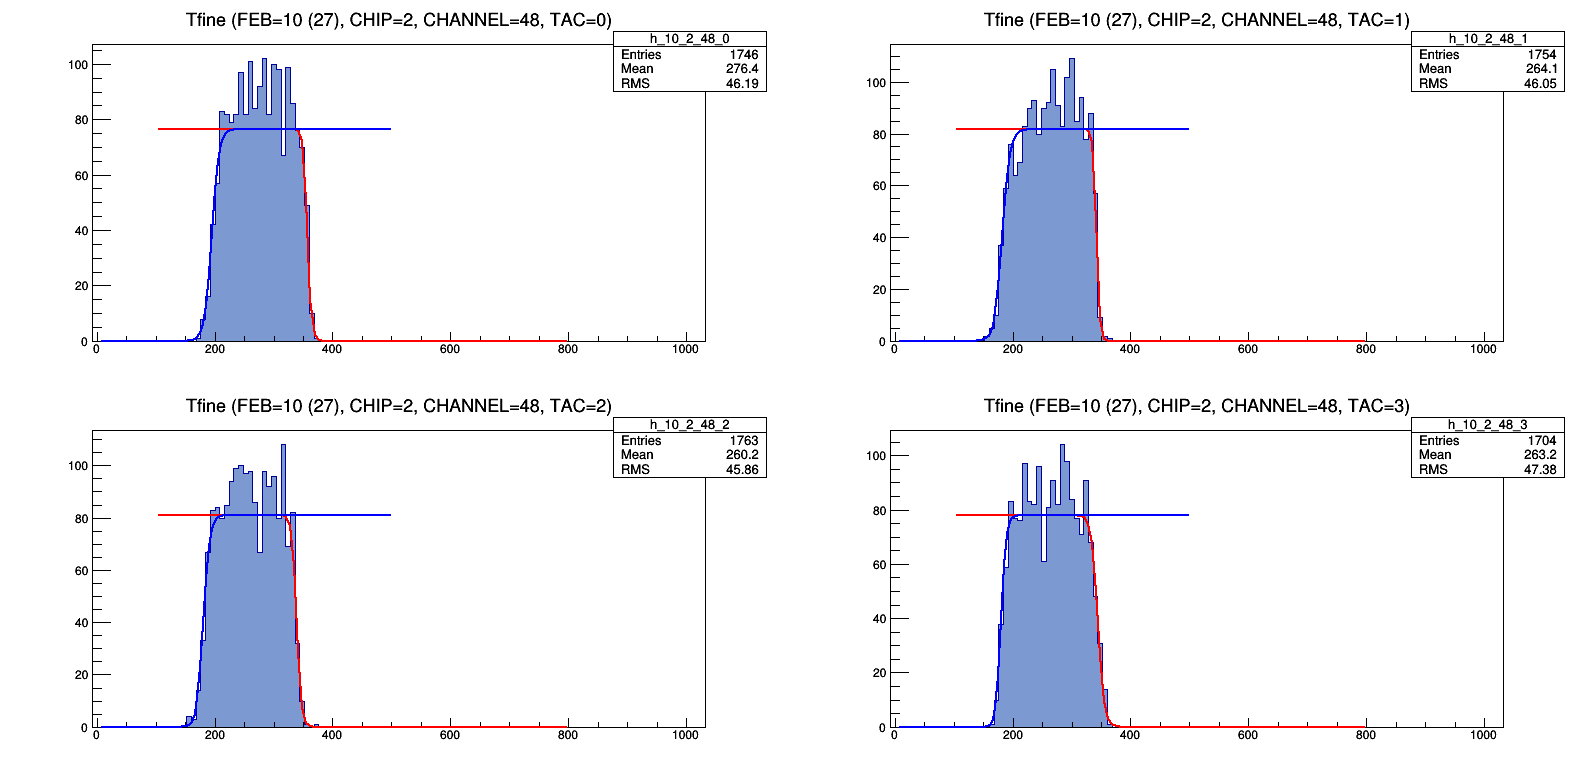 Tfine (FEB=10 (27), CHIP=2, CHANNEL=48, TAC=0)
h_10_2_48_0
Entries 1746
Mean 276.4
RMS 46.19
100
80
60
40
20
0
0 200 400 600 800 1000
Tfine (FEB=10 (27), CHIP=2, CHANNEL=48, TAC=1)
h_10_2_48_1
Entries 1754
Mean 264.1
RMS 46.05
100
80
60
40
20
0
0 200 400 600 800 1000
Tfine (FEB=10 (27), CHIP=2, CHANNEL=48, TAC=2)
h_10_2_48_2
Entries 1763
Mean 260.2
RMS 45.86
100
80
60
40
20
0
0 200 400 600 800 1000
Tfine (FEB=10 (27), CHIP=2, CHANNEL=48, TAC=3)
h_10_2_48_3
Entries 1704
Mean 263.2
RMS 47.38
100
80
60
40
20
0
0 200 400 600 800 1000